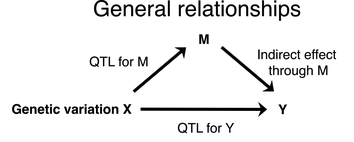 General relationships
M
QTL for M
Indirect effect
through M
Genetic variation X
Y
QTL for Y